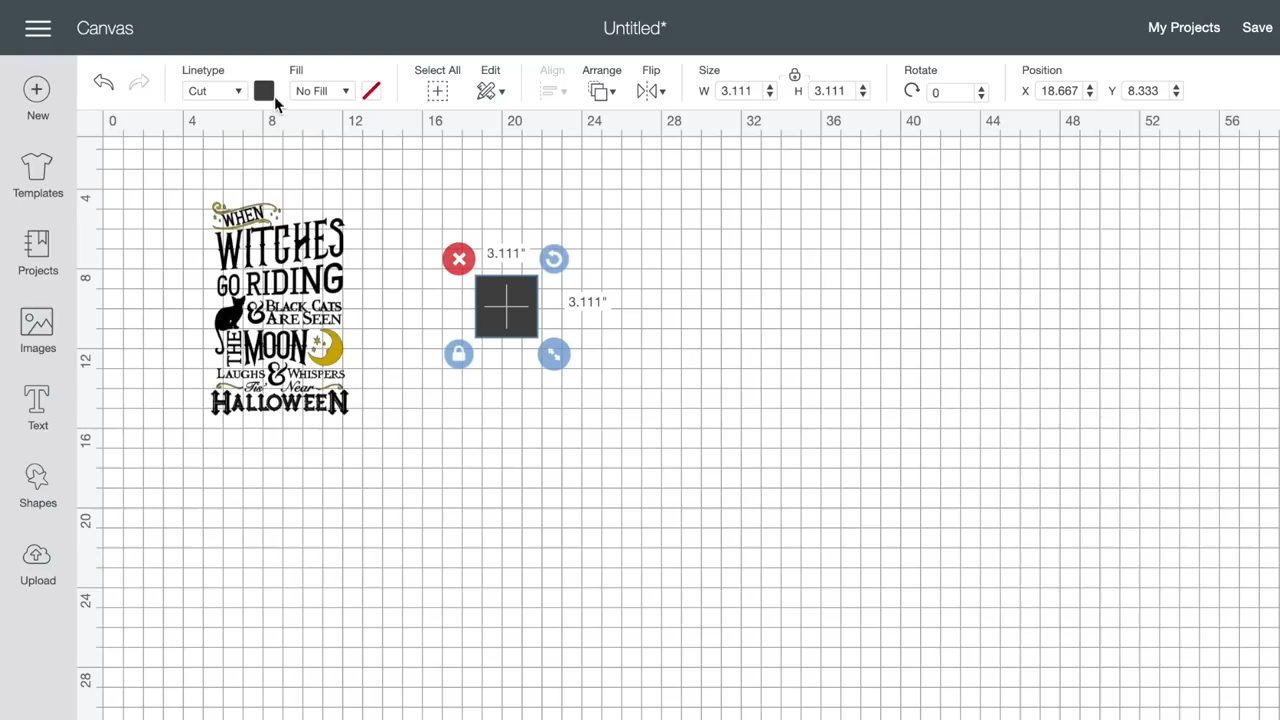 Canvas
Untitled*
My Projects
Save
Linetype
Fill
Select All
Edit
Align
Arrange
Flip
Size
Rotate
Position
Cut
No Fill
W 3.111
H 3.111
0
X 18.667
Y 8.333
New
Templates
Projects
Images
Text
Shapes
Upload
0 4 8 12 16 20 24 28 32 36 40 44 48 52 56
4
8
12
16
20
24
28
WHEN
WITCHES
GO RIDING
& BLACK CATS
ARE SEEN
THE MOON
LAUGHS & WHISPERS
Tis' Near
HALLOWEEN
3.111"
3.111"